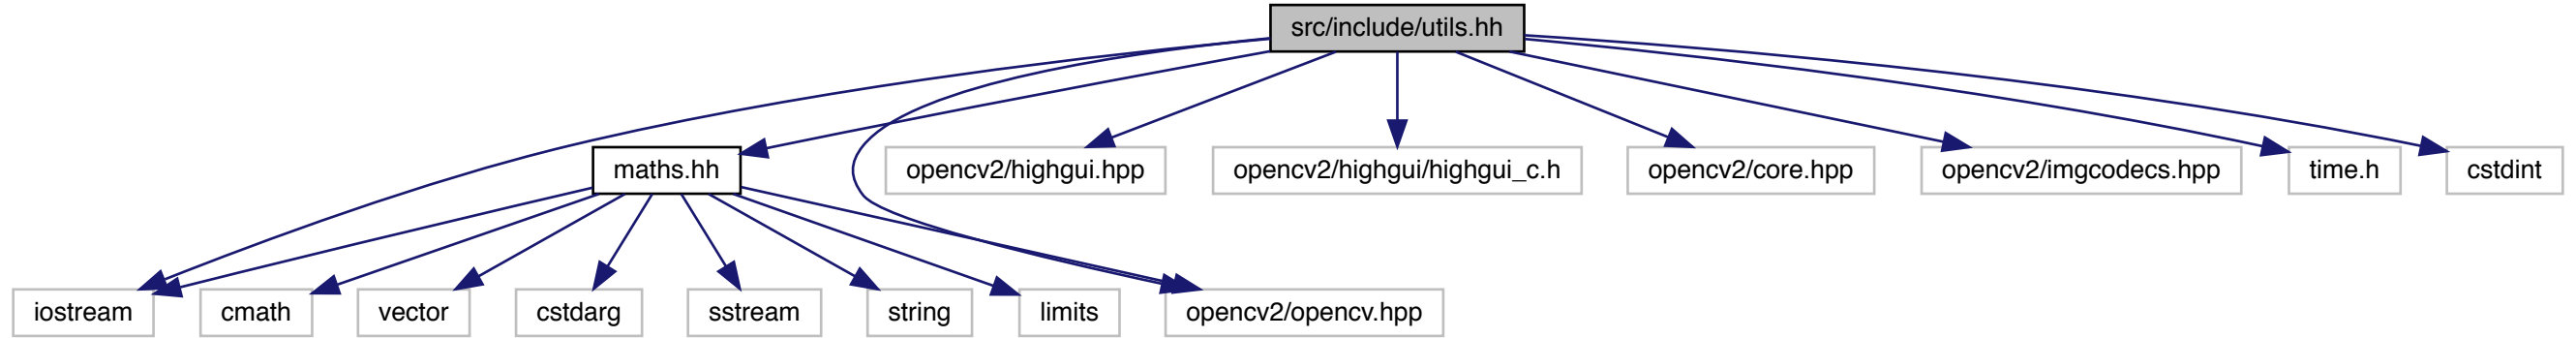 src/include/utils.hh
maths.hh
opencv2/highgui.hpp
opencv2/highgui/highgui_c.h
opencv2/core.hpp
opencv2/imgcodecs.hpp
time.h
cstdint
iostream
cmath
vector
cstdarg
sstream
string
limits
opencv2/opencv.hpp